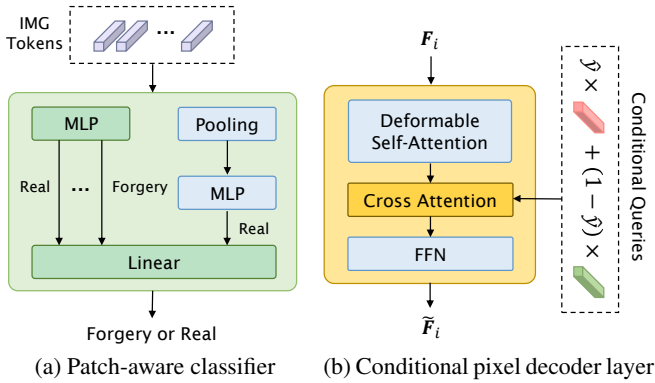 IMG
Tokens
...
MLP
Pooling
Real
...
Forgery
MLP
Real
Linear
Forgery or Real
(a) Patch-aware classifier
F_i
Deformable
Self-Attention
Cross Attention
FFN
F̃_i
ŷ × + (1 − ŷ) ×
Conditional Queries
(b) Conditional pixel decoder layer